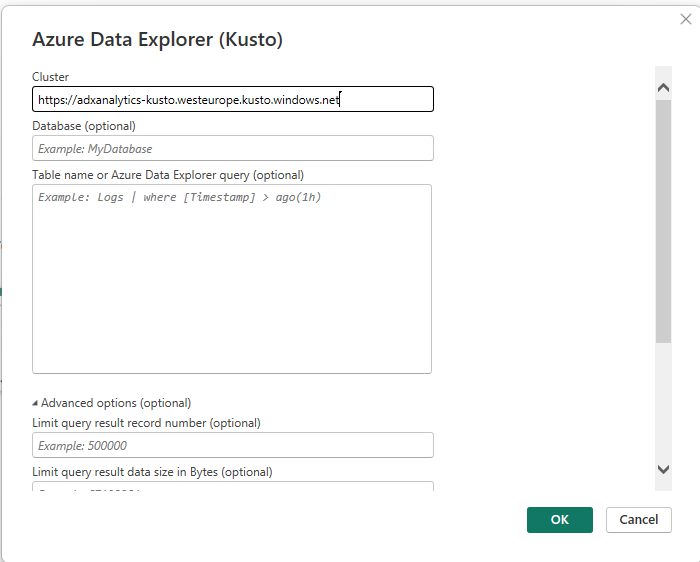 Azure Data Explorer (Kusto)
Cluster
https://adxanalytics-kusto.westeurope.kusto.windows.net
Database (optional)
Example: MyDatabase
Table name or Azure Data Explorer query (optional)
Example: Logs | where [Timestamp] > ago(1h)
Advanced options (optional)
Limit query result record number (optional)
Example: 500000
Limit query result data size in Bytes (optional)
OK
Cancel